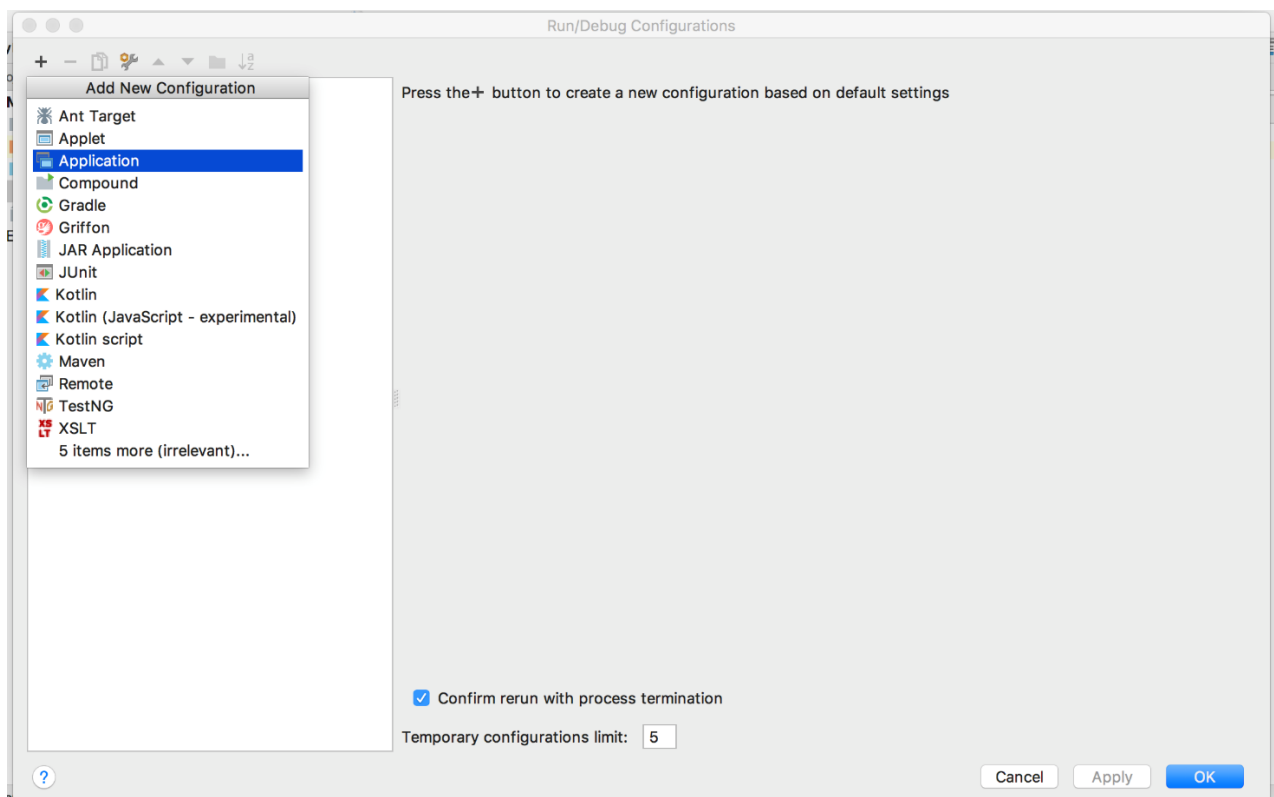 Run/Debug Configurations
Add New Configuration
Ant Target
Applet
Application
Compound
Gradle
Griffon
JAR Application
JUnit
Kotlin
Kotlin (JavaScript - experimental)
Kotlin script
Maven
Remote
TestNG
XSLT
5 items more (irrelevant)...
Press the+ button to create a new configuration based on default settings
Confirm rerun with process termination
Temporary configurations limit: 5
? Cancel Apply OK